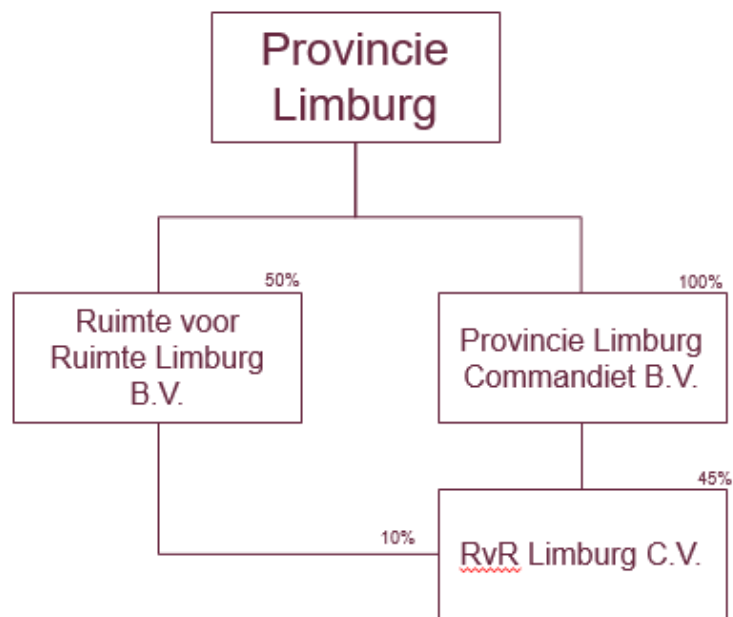 Provincie
Limburg
50%
100%
Ruimte voor
Ruimte Limburg
B.V.
Provincie Limburg
Commandiet B.V.
45%
10%
RvR Limburg C.V.